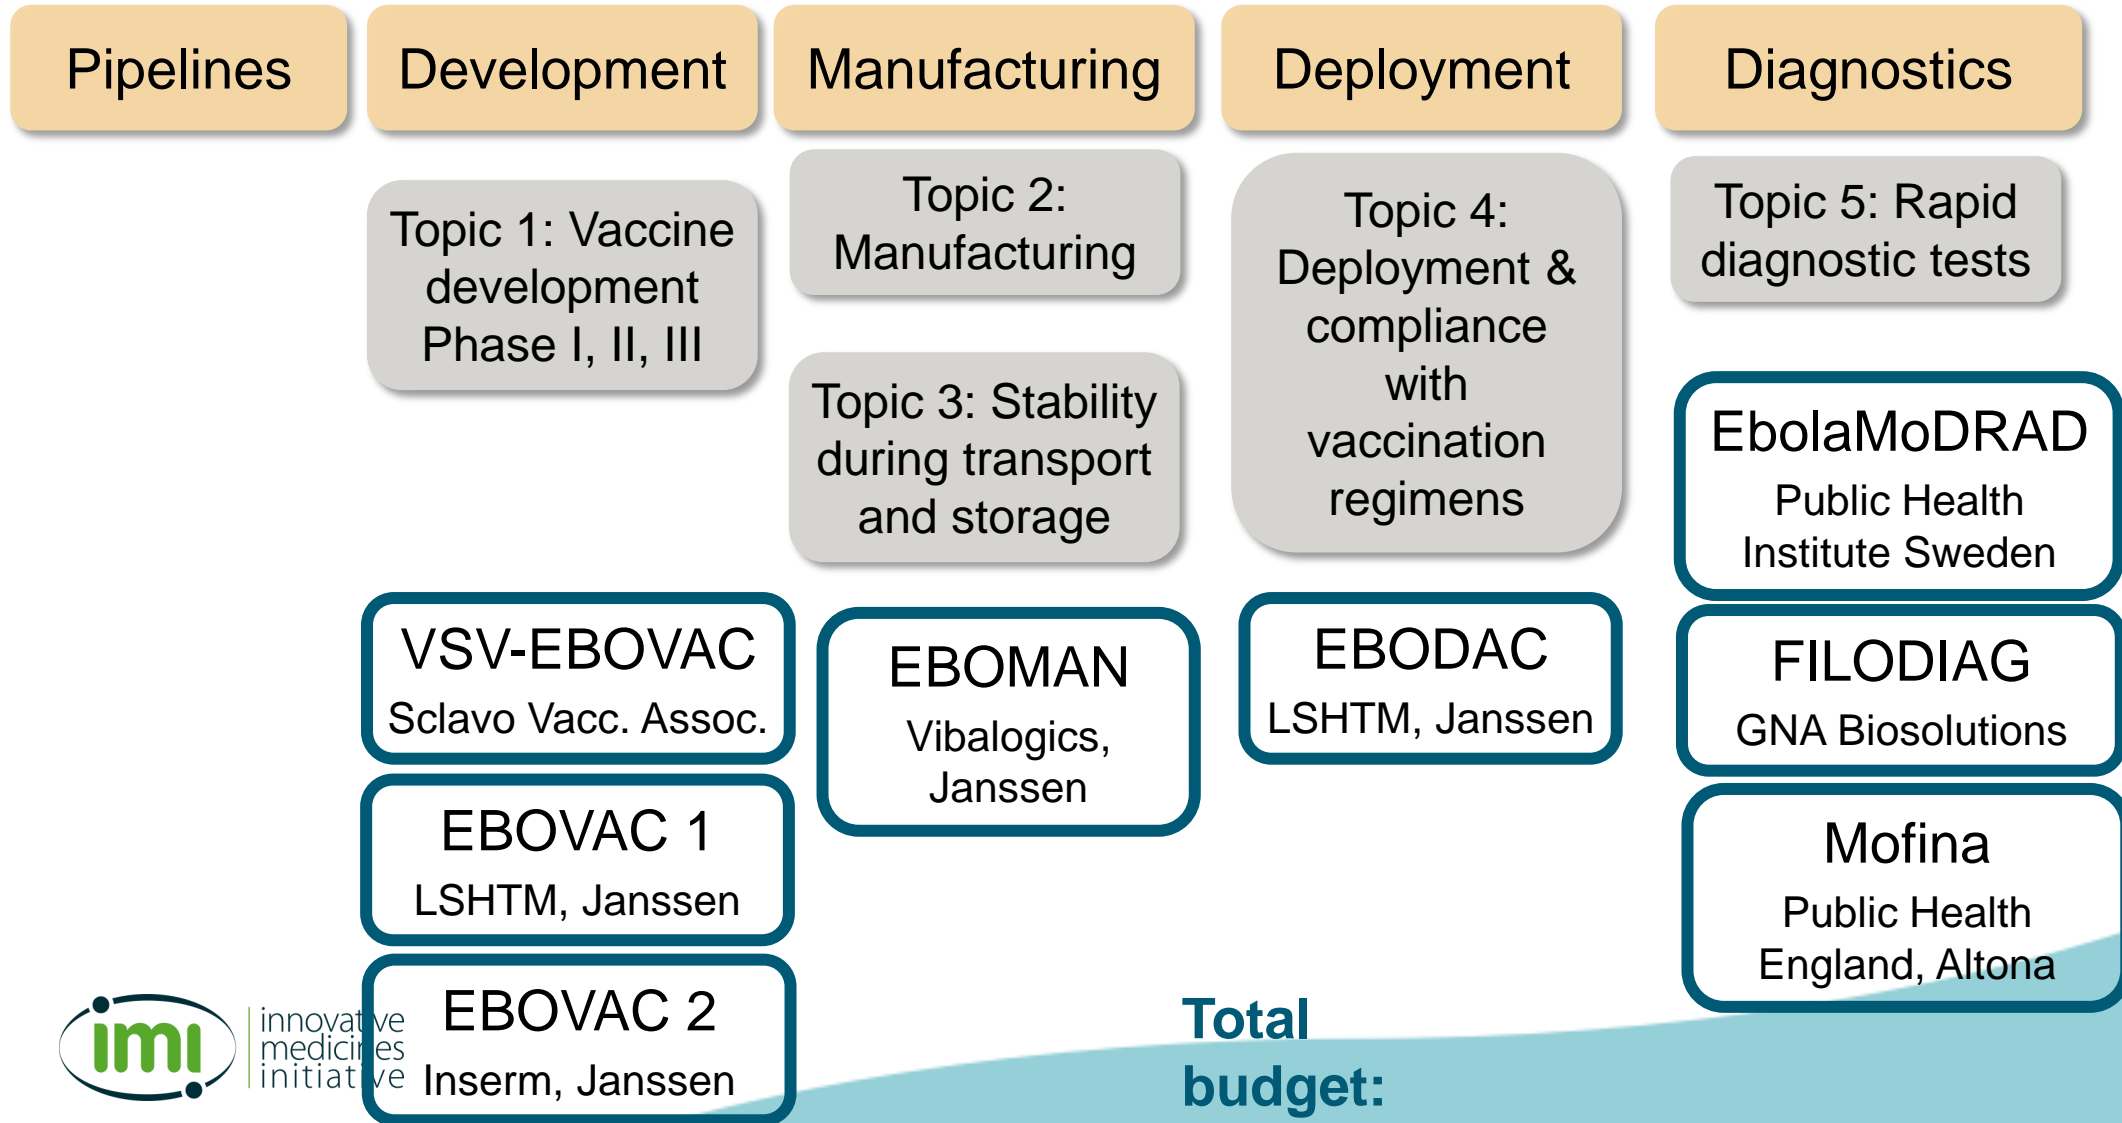 Pipelines
Development
Manufacturing
Deployment
Diagnostics
Topic 1: Vaccine
development
Phase I, II, III
Topic 2:
Manufacturing
Topic 3: Stability
during transport
and storage
Topic 4:
Deployment &
compliance
with
vaccination
regimens
Topic 5: Rapid
diagnostic tests
VSV-EBOVAC
Sclavo Vacc. Assoc.
EBOVAC 1
LSHTM, Janssen
EBOVAC 2
Inserm, Janssen
EBOMAN
Vibalogics,
Janssen
EBODAC
LSHTM, Janssen
EbolaMoDRAD
Public Health
Institute Sweden
FILODIAG
GNA Biosolutions
Mofina
Public Health
England, Altona
imi
innovative
medicines
initiative
Total
budget: